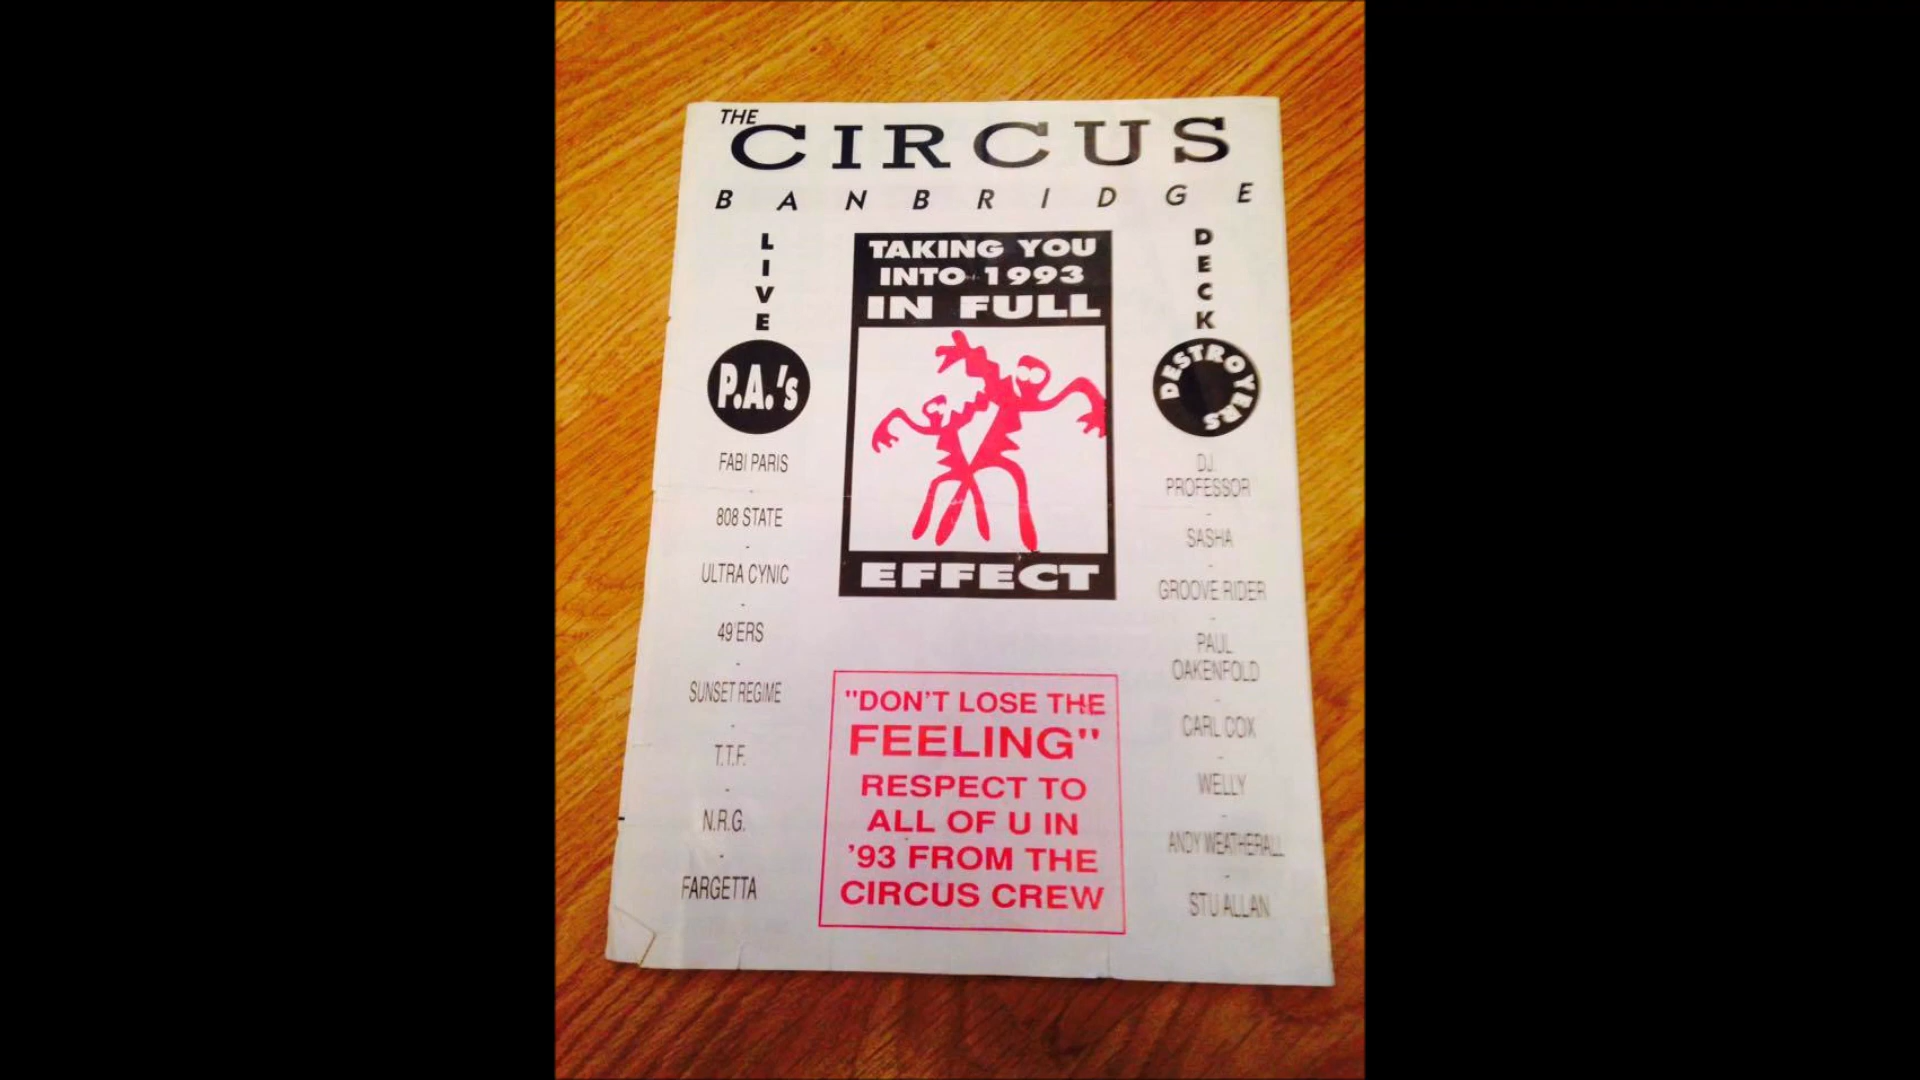 THE
CIRCUS
BANBRIDGE
LIVE
P.A.'s
FABI PARIS
-
808 STATE
-
ULTRA CYNIC
-
49'ERS
-
SUNSET REGIME
-
T.T.F.
-
N.R.G.
-
FARGETTA
TAKING YOU
INTO 1993
IN FULL
EFFECT
"DON'T LOSE THE
FEELING"
RESPECT TO
ALL OF U IN
'93 FROM THE
CIRCUS CREW
DECK
DESTROYERS
DJ.
PROFESSOR
-
SASHA
-
GROOVE RIDER
-
PAUL
OAKENFOLD
-
CARL COX
-
WELLY
-
ANDY WEATHERALL
-
STU ALLAN